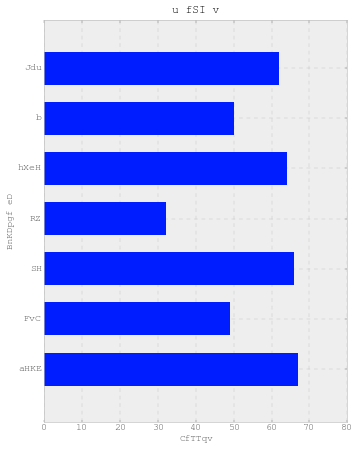 u fSI v
Jdu
b
hXeH
RZ
SH
FvC
aHKE
BnKDpgf eD
0 10 20 30 40 50 60 70 80
CfTTqv